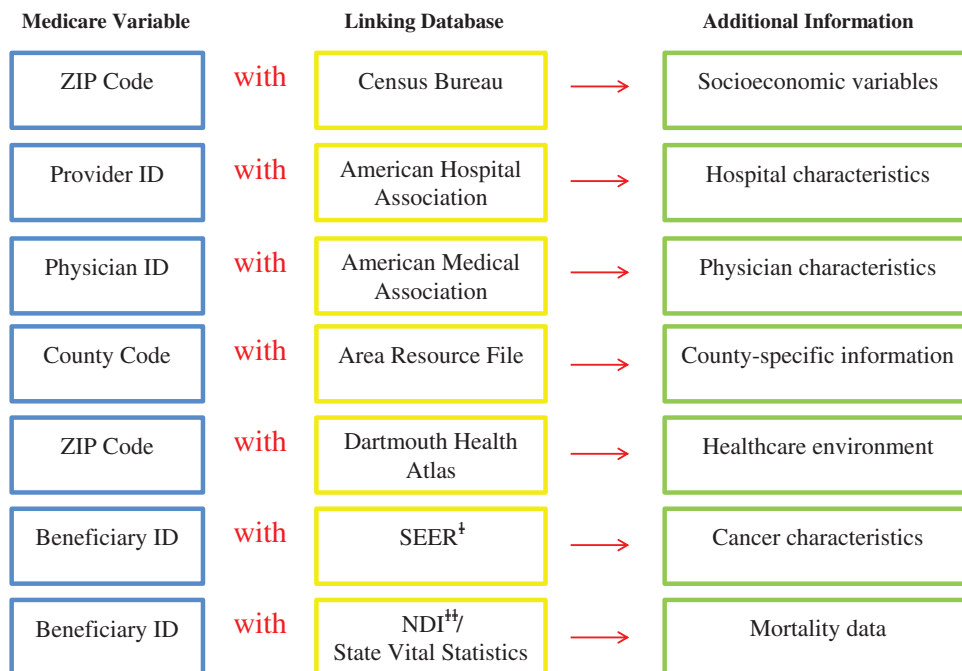 Medicare Variable Linking Database Additional Information
ZIP Code with Census Bureau Socioeconomic variables
Provider ID with American Hospital Association Hospital characteristics
Physician ID with American Medical Association Physician characteristics
County Code with Area Resource File County-specific information
ZIP Code with Dartmouth Health Atlas Healthcare environment
Beneficiary ID with SEER‡ Cancer characteristics
Beneficiary ID with NDI‡‡/ State Vital Statistics Mortality data